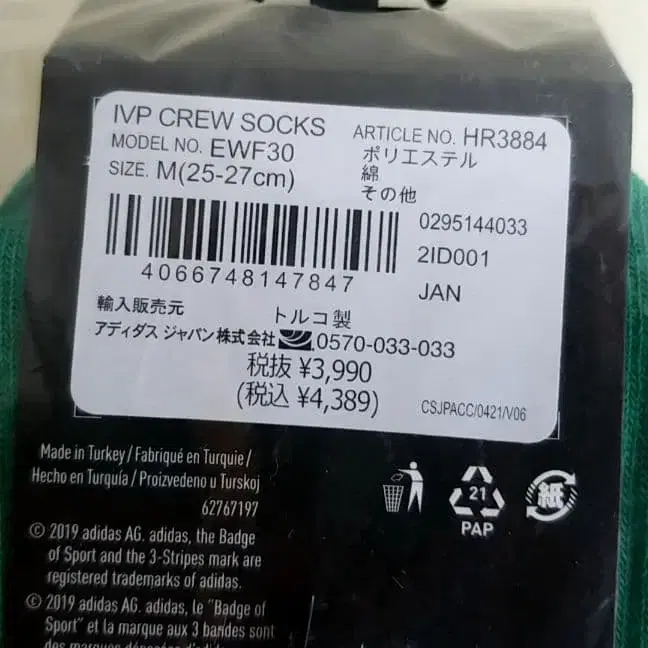 IVP CREW SOCKS
ARTICLE NO. HR3884
MODEL NO. EWF30
ポリエステル
SIZE. M(25-27cm)
綿
その他
0295144033
2ID001
JAN
4066748147847
輸入販売元
トルコ製
アディダス ジャパン株式会社 0570-033-033
税抜 ¥3,990
(税込 ¥4,389)
CSJPACC/0421/V06
Made in Turkey / Fabriqué en Turquie /
Hecho en Turquía / Proizvedeno u Turskoj
62767197
21
PAP
紙
© 2019 adidas AG. adidas, the Badge
of Sport and the 3-Stripes mark are
registered trademarks of adidas.
© 2019 adidas AG. adidas, le "Badge of
Sport" et la marque aux 3 bandes sont
des marques déposées d'adidas